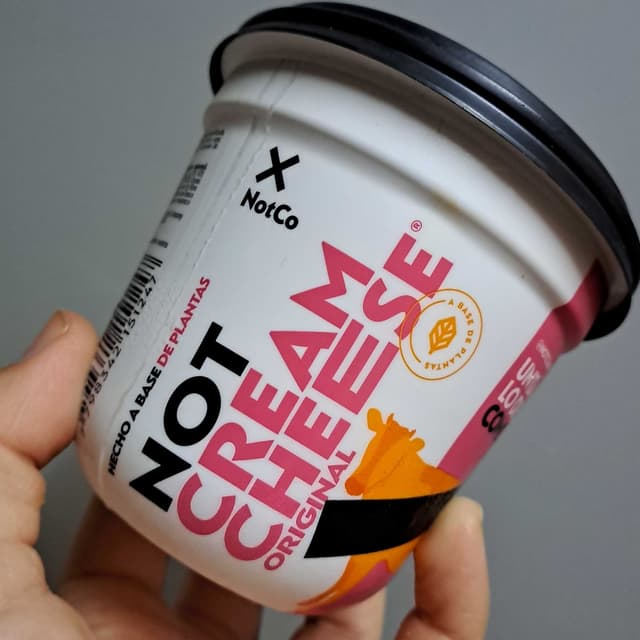 NotCo
HECHO A BASE DE PLANTAS
NOT
CREAM
CHEESE®
ORIGINAL
A BASE DE PLANTAS